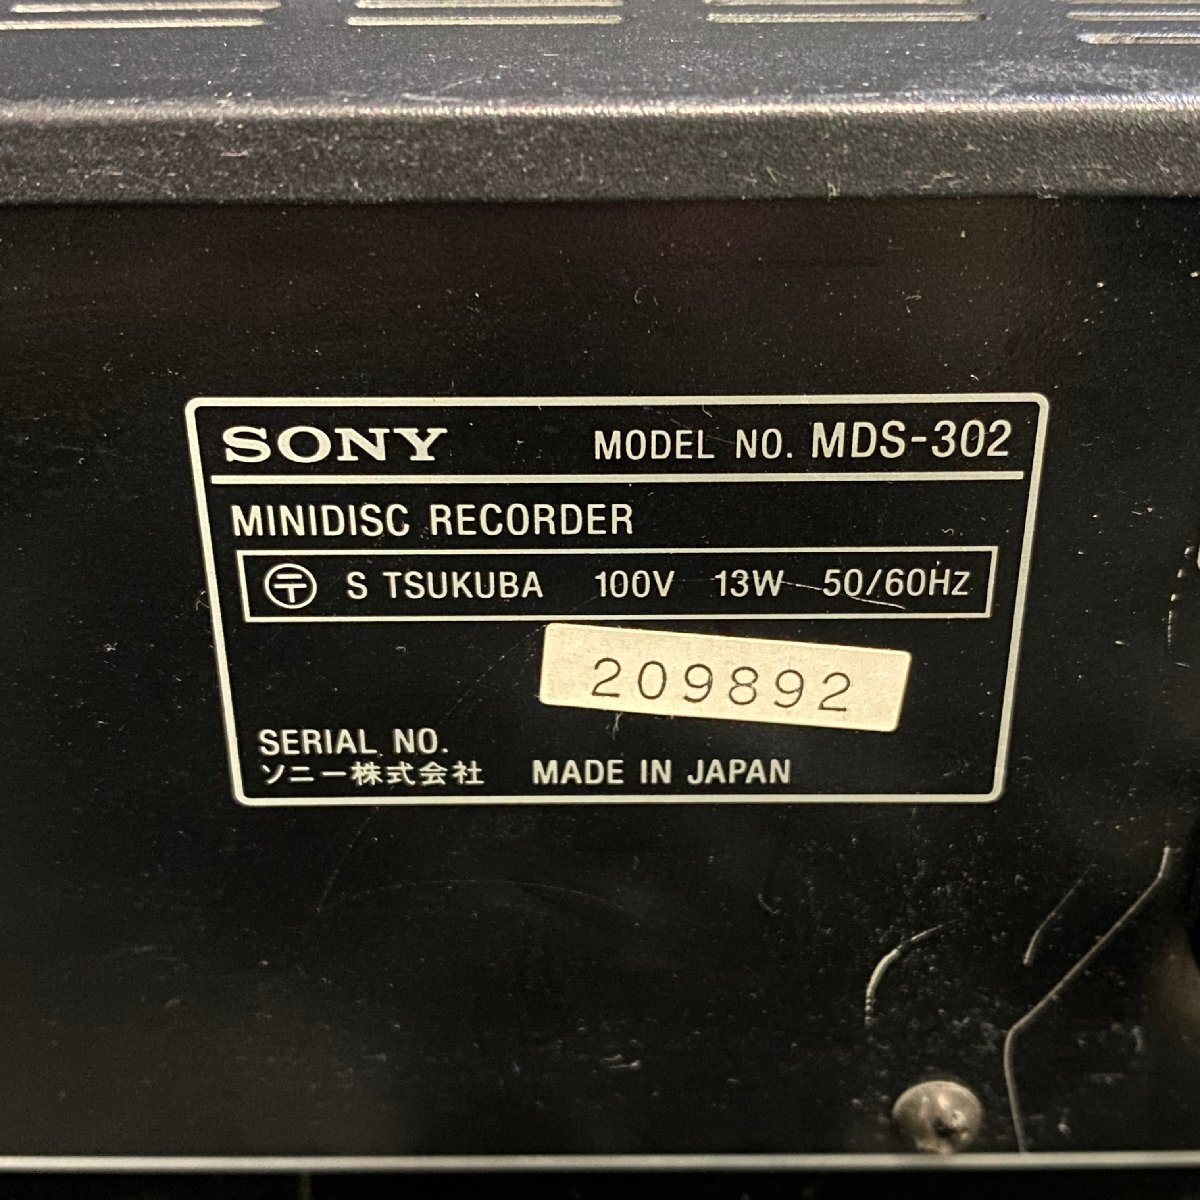 SONY MODEL NO. MDS-302
MINIDISC RECORDER
〶 S TSUKUBA 100V 13W 50/60HZ
209892
SERIAL NO.
ソニー株式会社 MADE IN JAPAN